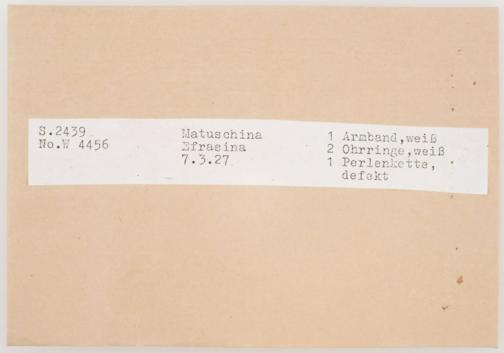 S.2439
No.W 4456
Matuschina
Efrasina
7.3.27
1 Armband,weiß
2 Ohrringe,weiß
1 Perlenkette,
defekt